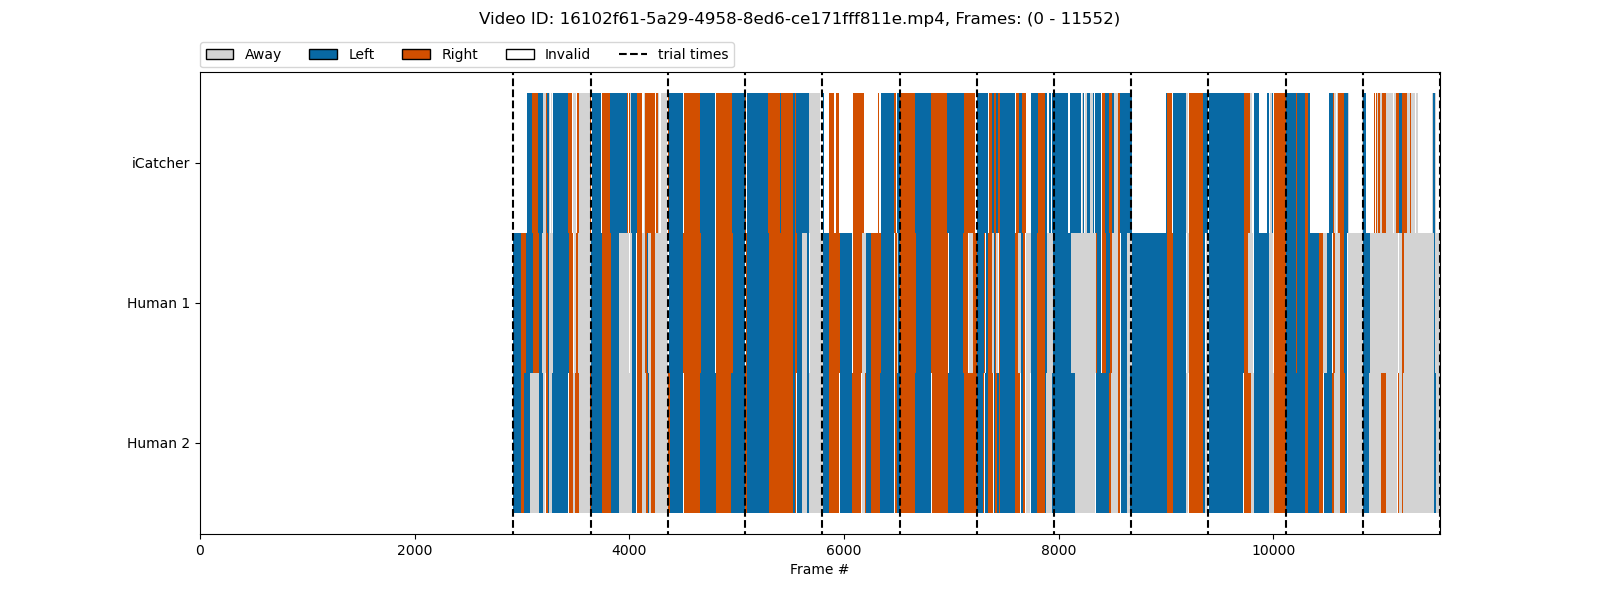 Video ID: 16102f61-5a29-4958-8ed6-ce171fff811e.mp4, Frames: (0 - 11552)
Away Left Right Invalid trial times
iCatcher
Human 1
Human 2
0 2000 4000 6000 8000 10000
Frame #